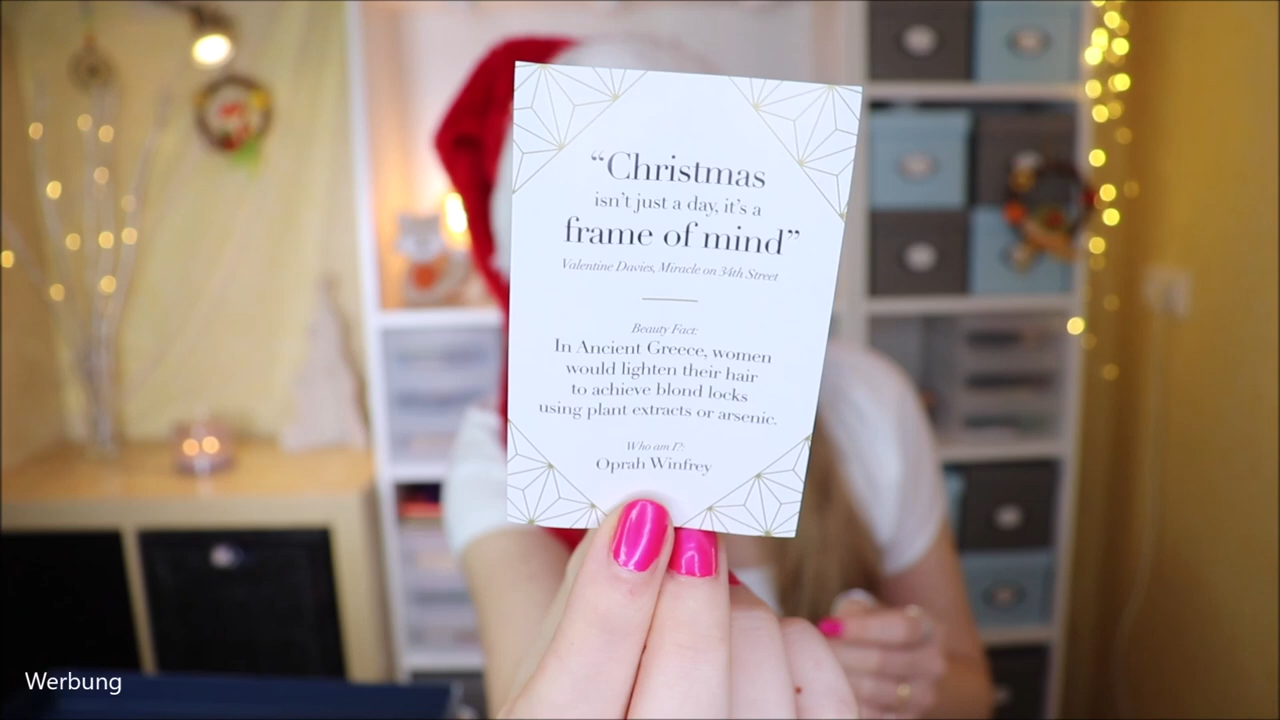 “Christmas
isn’t just a day, it’s a
frame of mind”
Valentine Davies, Miracle on 34th Street
Beauty Fact:
In Ancient Greece, women
would lighten their hair
to achieve blond locks
using plant extracts or arsenic.
Who am I?:
Oprah Winfrey
Werbung